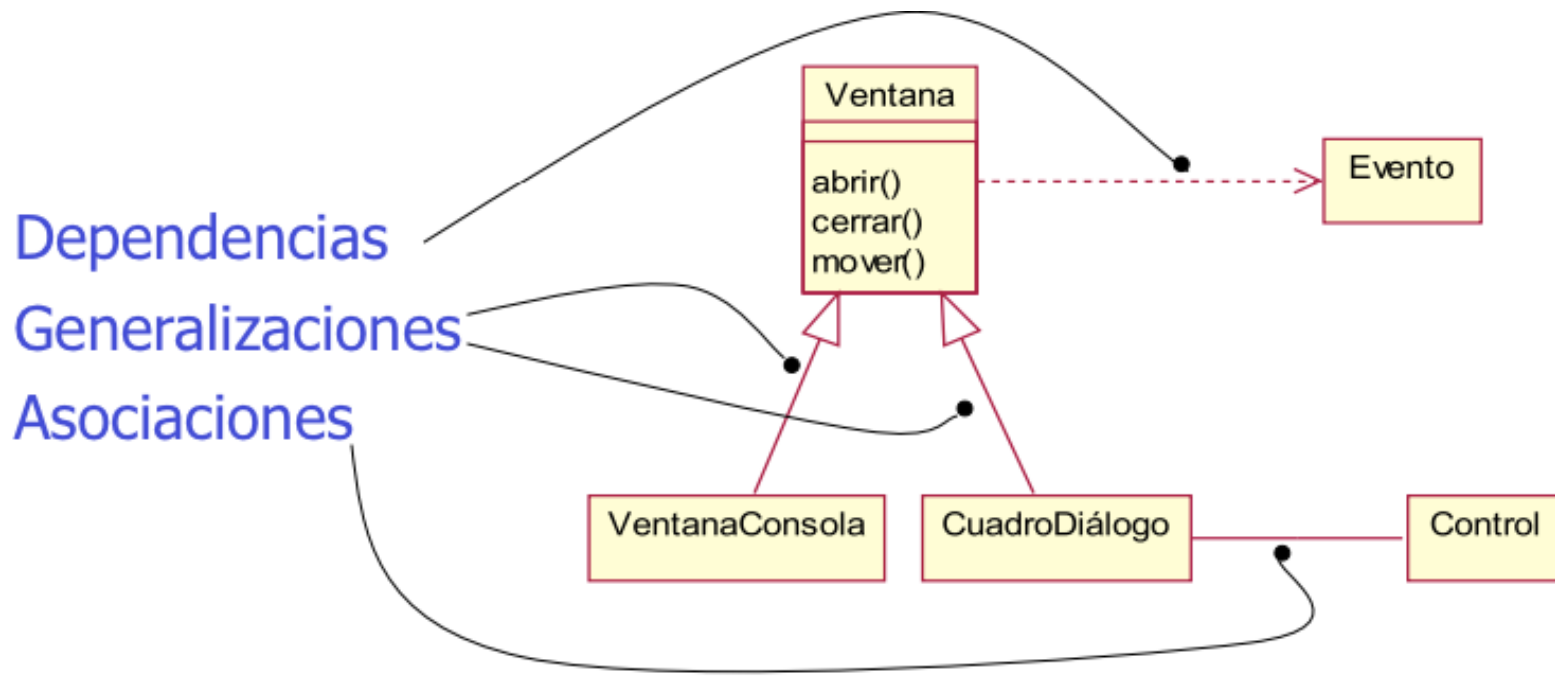 Dependencias
Generalizaciones
Asociaciones
Ventana
abrir()
cerrar()
mover()
Evento
VentanaConsola
CuadroDiálogo
Control